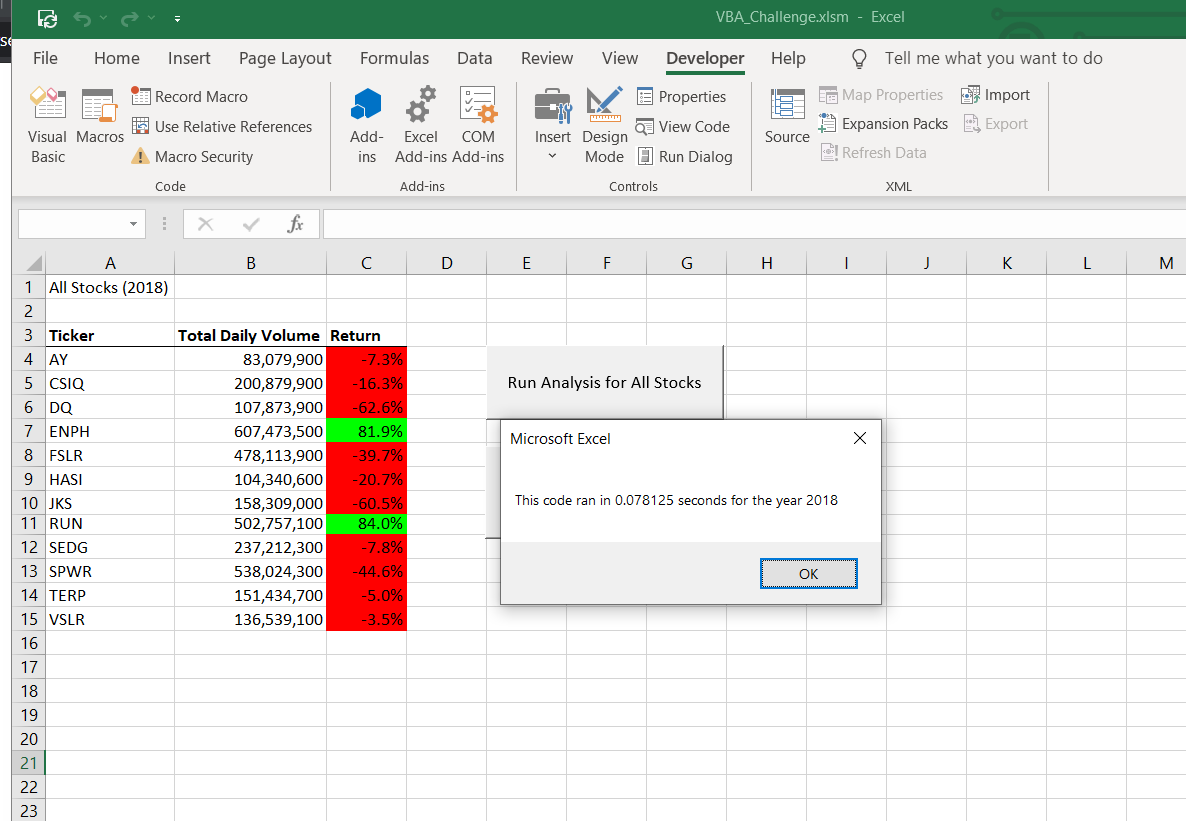 VBA_Challenge.xlsm - Excel
se
File Home Insert Page Layout Formulas Data Review View Developer Help Tell me what you want to do
Visual Basic
Macros
Record Macro
Use Relative References
Macro Security
Code
Add-ins
Excel Add-ins
COM Add-ins
Add-ins
Insert
Design Mode
Properties
View Code
Run Dialog
Controls
Source
Map Properties
Expansion Packs
Refresh Data
Import
Export
XML
fx
A B C D E F G H I J K L M
1 All Stocks (2018)
2
3 Ticker Total Daily Volume Return
4 AY 83,079,900 -7.3%
5 CSIQ 200,879,900 -16.3%
6 DQ 107,873,900 -62.6%
7 ENPH 607,473,500 81.9%
8 FSLR 478,113,900 -39.7%
9 HASI 104,340,600 -20.7%
10 JKS 158,309,000 -60.5%
11 RUN 502,757,100 84.0%
12 SEDG 237,212,300 -7.8%
13 SPWR 538,024,300 -44.6%
14 TERP 151,434,700 -5.0%
15 VSLR 136,539,100 -3.5%
16
17
18
19
20
21
22
23
Run Analysis for All Stocks
Microsoft Excel
This code ran in 0.078125 seconds for the year 2018
OK